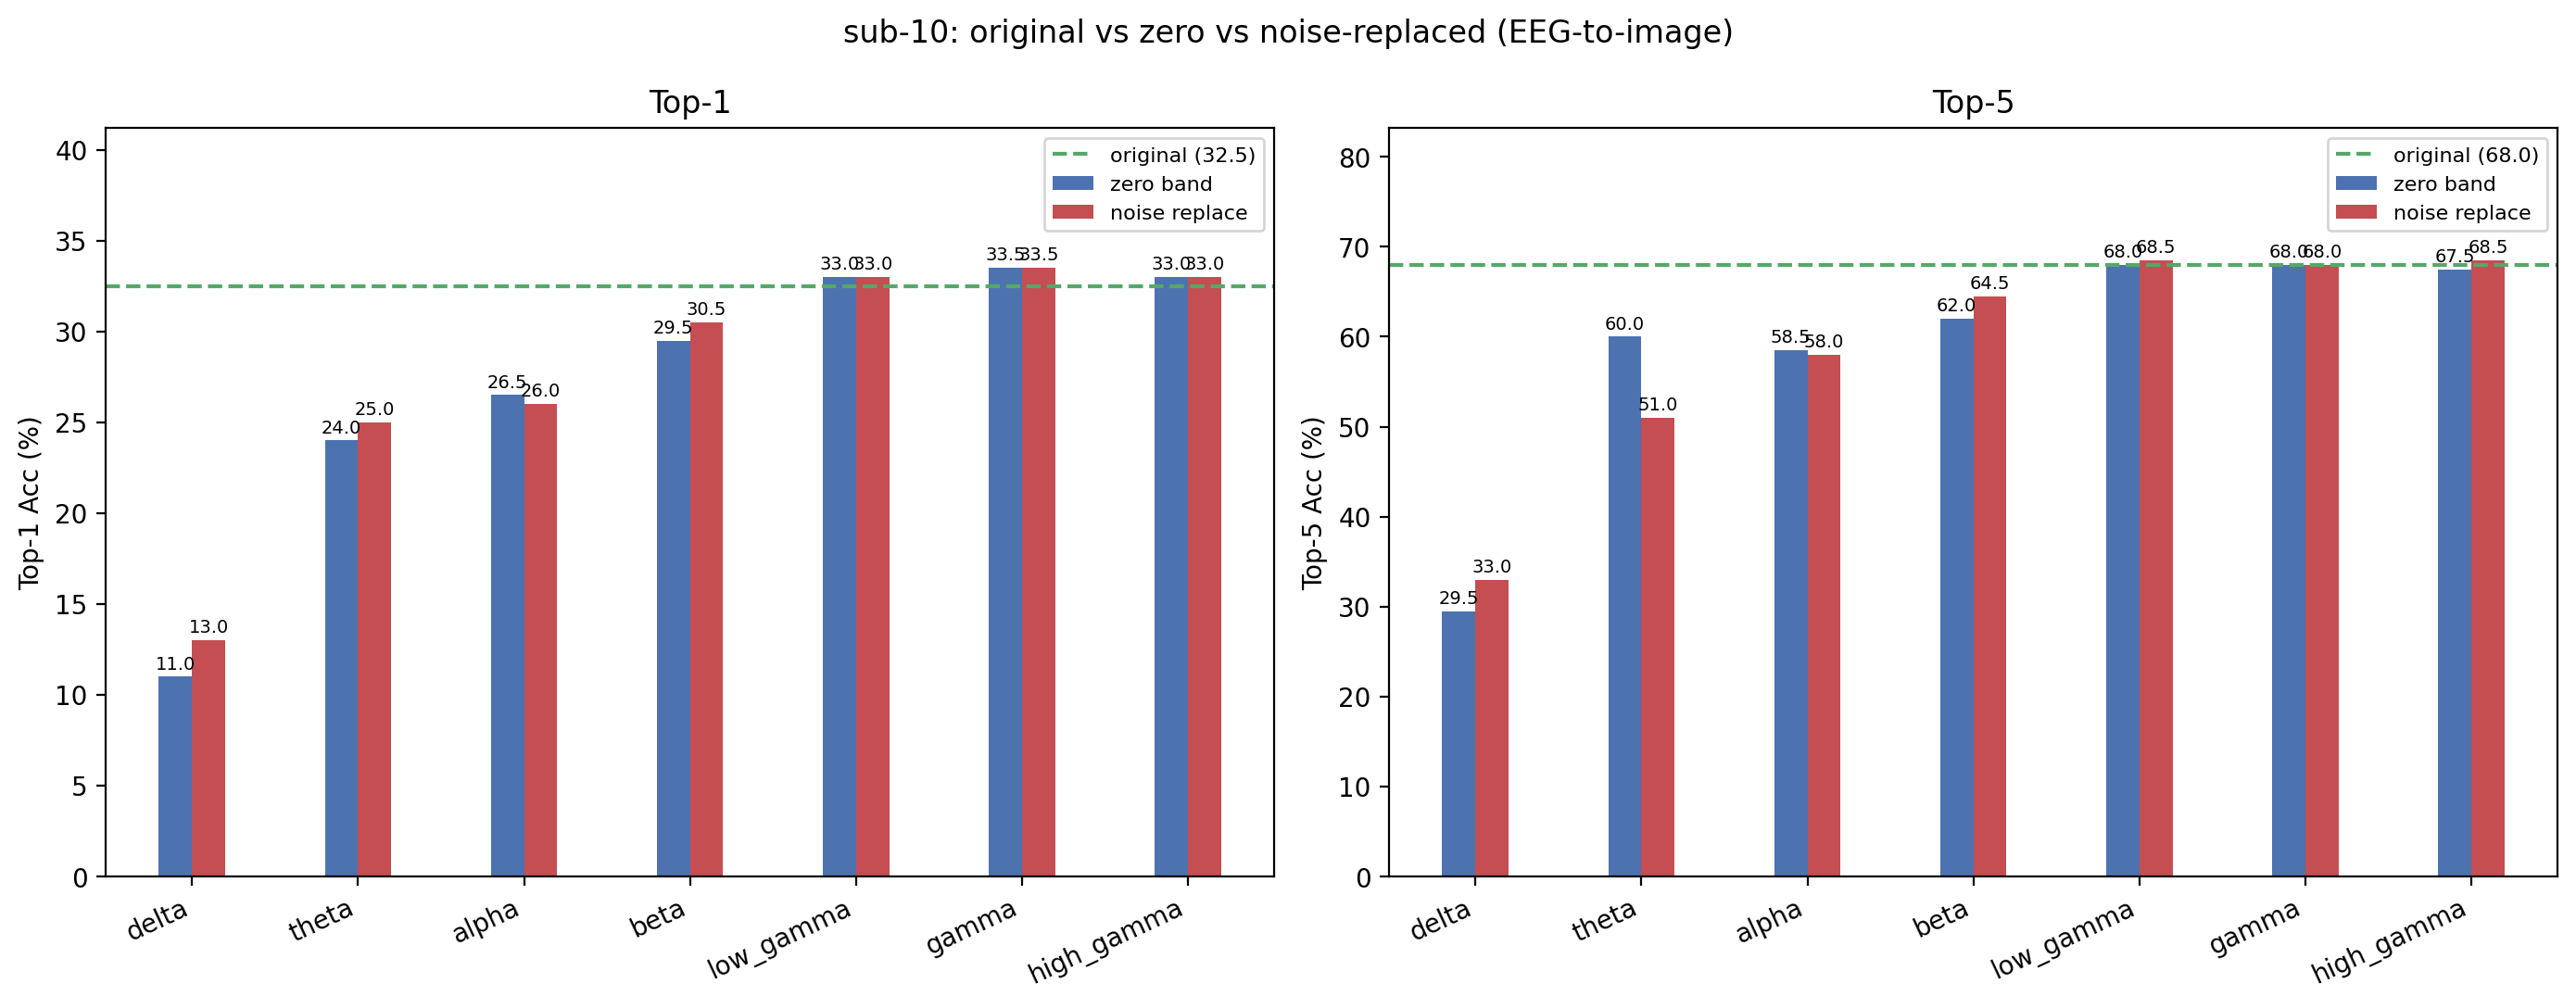 sub-10: original vs zero vs noise-replaced (EEG-to-image)
Top-1
Top-1 Acc (%)
40
35
30
25
20
15
10
5
0
original (32.5)
zero band
noise replace
11.0
13.0
24.0
25.0
26.5
26.0
29.5
30.5
33.0
33.0
33.5
33.5
33.0
33.0
delta
theta
alpha
beta
low_gamma
gamma
high_gamma
Top-5
Top-5 Acc (%)
80
70
60
50
40
30
20
10
0
original (68.0)
zero band
noise replace
29.5
33.0
60.0
51.0
58.5
58.0
62.0
64.5
68.0
68.5
68.0
68.0
67.5
68.5
delta
theta
alpha
beta
low_gamma
gamma
high_gamma